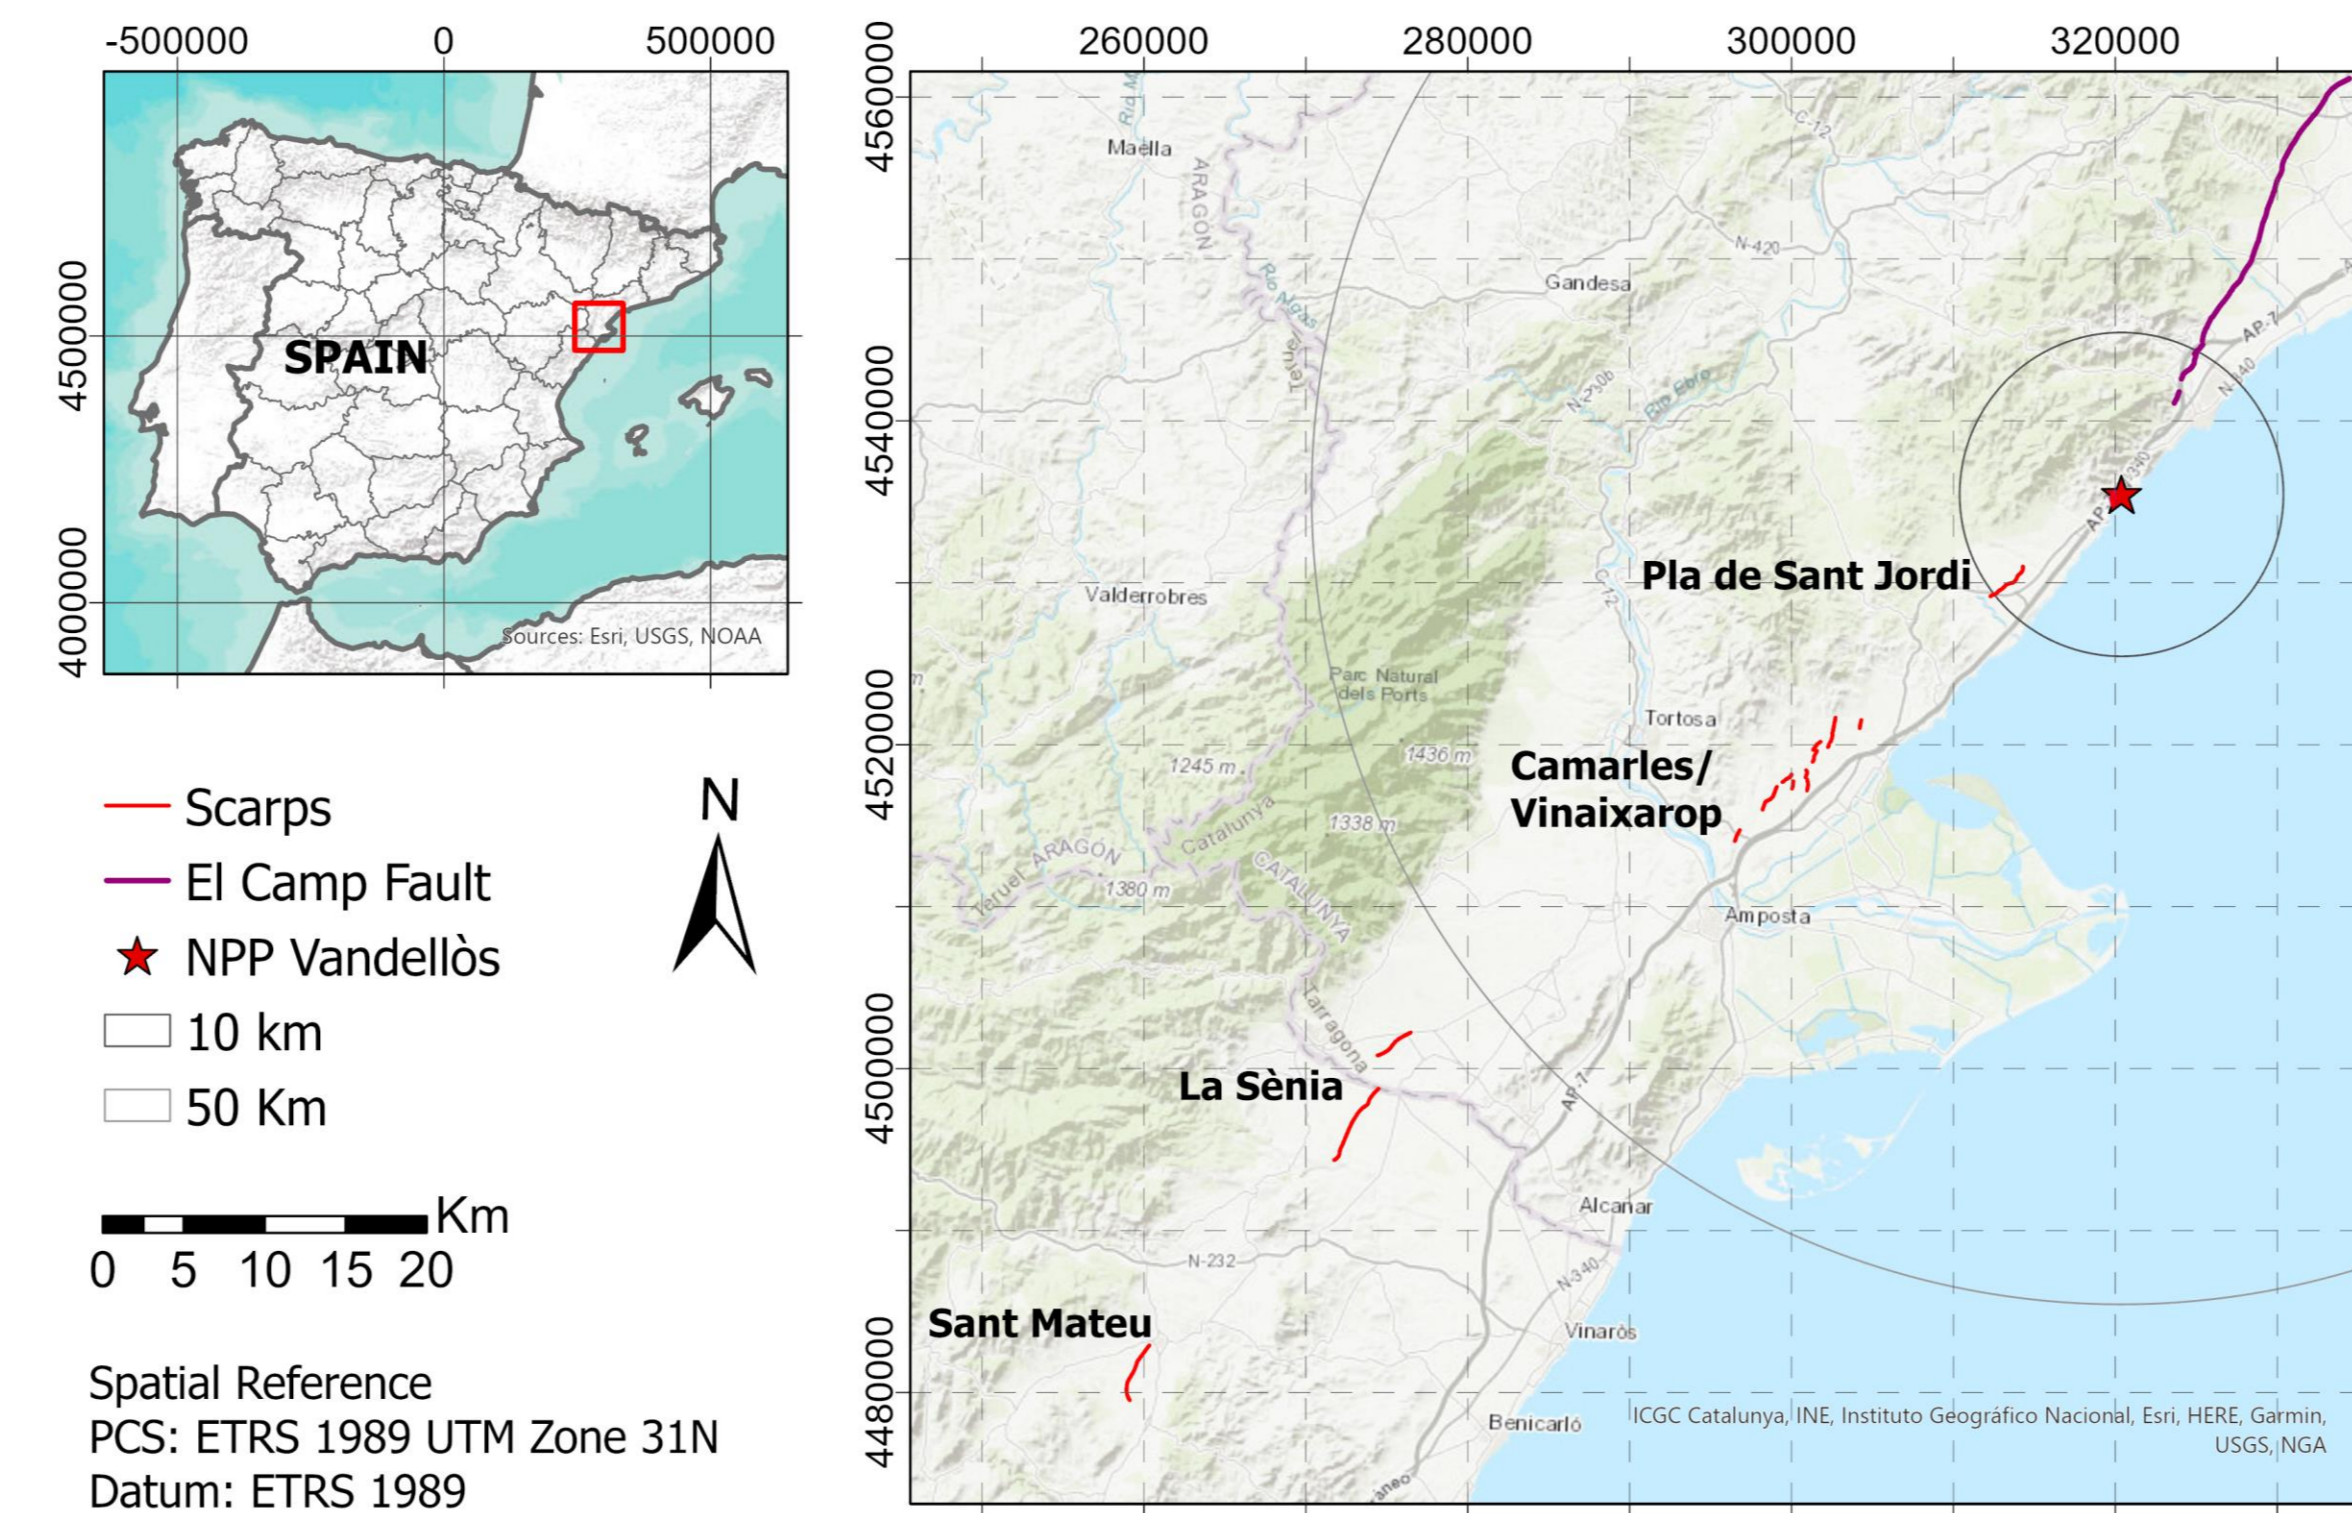 -500000 0 500000
4500000
4000000
SPAIN
Sources: Esri, USGS, NOAA
Scarps
El Camp Fault
NPP Vandellòs
10 km
50 Km
N
Km
0 5 10 15 20
Spatial Reference
PCS: ETRS 1989 UTM Zone 31N
Datum: ETRS 1989
260000 280000 300000 320000
4560000
4540000
4520000
4500000
4480000
Maella
ARAGON
C-12
N-420
Gandesa
AP-7
N-340
N-230b
Rio Ebro
Valderrobres
C-12
Pla de Sant Jordi
Parc Natural
dels Ports
Tortosa
1436 m
1245 m
Camarles/
Vinaixarop
1338 m
Catalunya
CATALUNYA
Teruel
ARAGÓN
1380 m
Amposta
Tarragona
La Sènia
AP-7
Alcanar
N-232
N-340
Sant Mateu
Vinaròs
Benicarló
ICGC Catalunya, INE, Instituto Geográfico Nacional, Esri, HERE, Garmin,
USGS, NGA